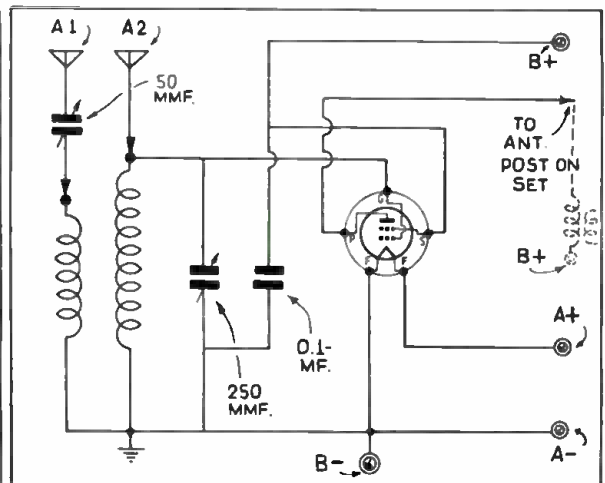 A1
A2
50
MMF.
B+
TO
ANT.
POST ON
SET
G
P
S
F
F
B+
A+
0.1-
MF.
250
MMF.
B-
A-